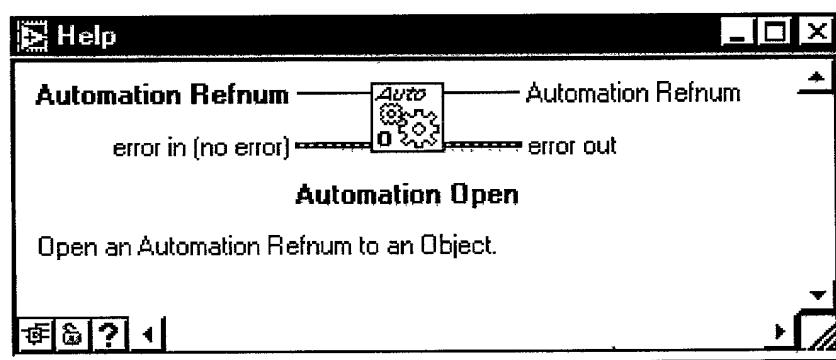 Help
Automation Refnum Auto Automation Refnum
error in (no error) 0 error out
Automation Open
Open an Automation Refnum to an Object.
?